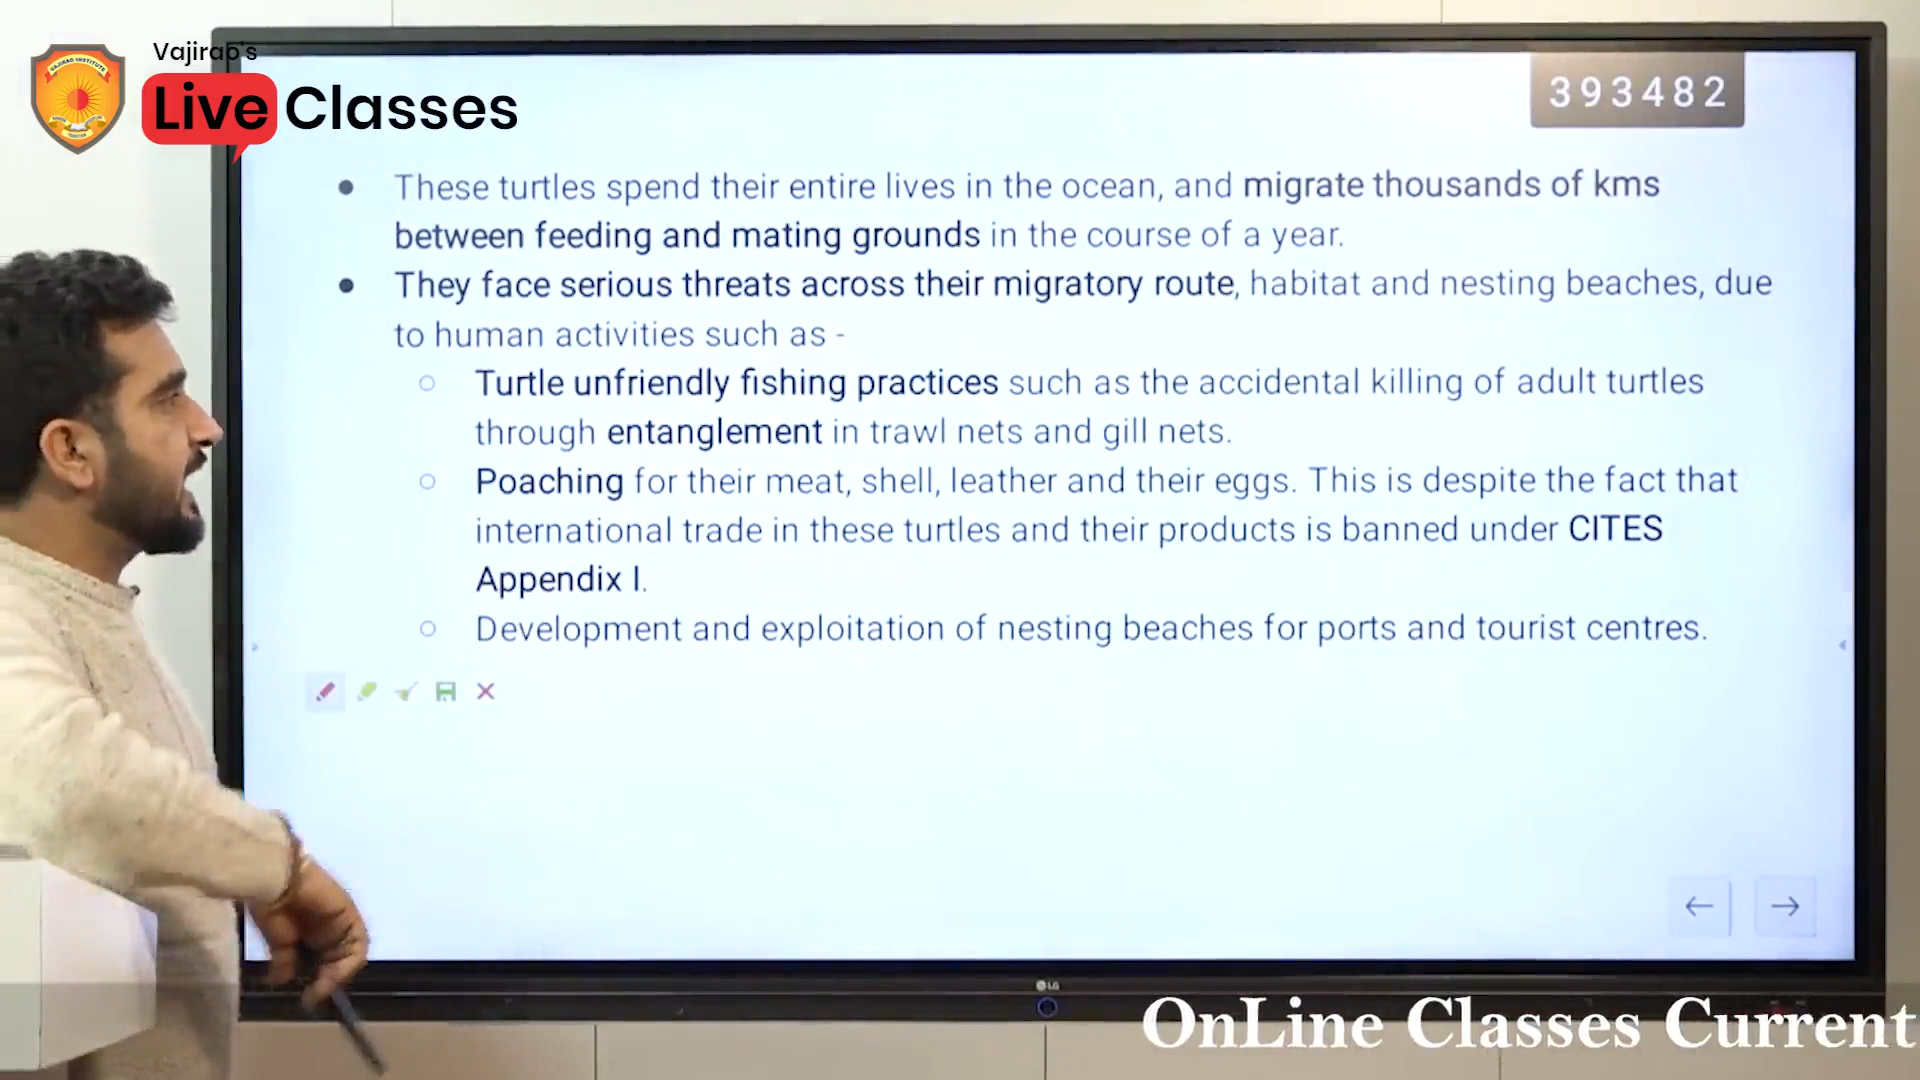 Vajirao's
Live Classes
VAJIRAO INSTITUTE
393482
These turtles spend their entire lives in the ocean, and migrate thousands of kms
between feeding and mating grounds in the course of a year.
They face serious threats across their migratory route, habitat and nesting beaches, due
to human activities such as -
Turtle unfriendly fishing practices such as the accidental killing of adult turtles
through entanglement in trawl nets and gill nets.
Poaching for their meat, shell, leather and their eggs. This is despite the fact that
international trade in these turtles and their products is banned under CITES
Appendix I.
Development and exploitation of nesting beaches for ports and tourist centres.
LG
OnLine Classes Current